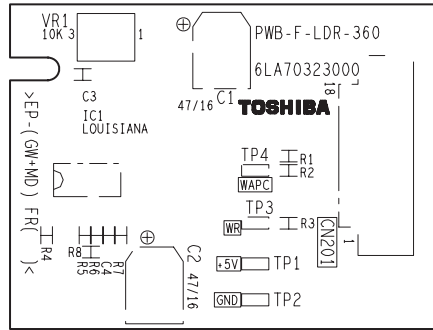 VR1
10K 3 1
PWB-F-LDR-360
6LA70323000
C3
47/16 C1
18
TOSHIBA
IC1
LOUISIANA
>EP-(GW+MD) FR( )<
TP4
R1
R2
WAPC
TP3
WR
R3
CN201
1
R4
R8
R5
R6
C4
R7
C2 47/16
+5V TP1
GND TP2